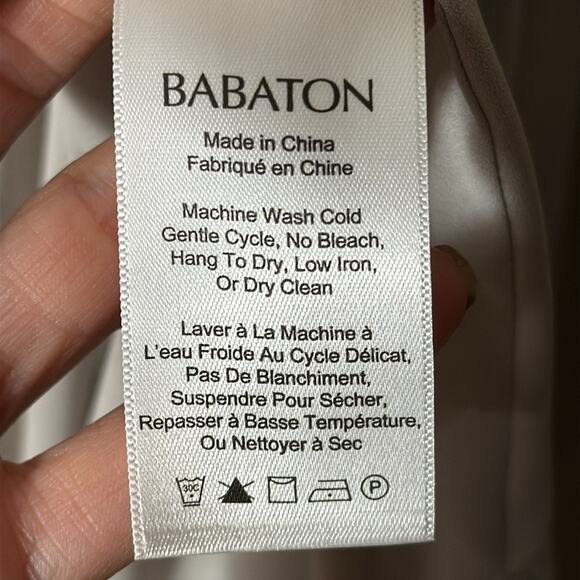 BABATON
Made in China
Fabriqué en Chine
Machine Wash Cold
Gentle Cycle, No Bleach,
Hang To Dry, Low Iron,
Or Dry Clean
Laver à La Machine à
L'eau Froide Au Cycle Délicat,
Pas De Blanchiment,
Suspendre Pour Sécher,
Repasser à Basse Température,
Ou Nettoyer à Sec
30C P